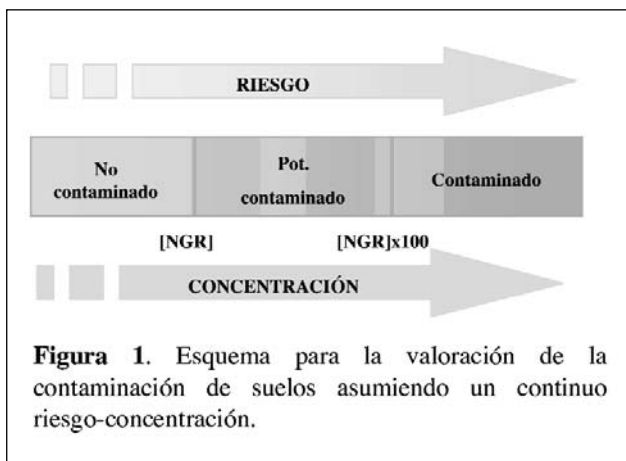 RIESGO
No
contaminado
Pot.
contaminado
Contaminado
[NGR]
[NGR]x100
CONCENTRACIÓN
Figura 1. Esquema para la valoración de la
contaminación de suelos asumiendo un continuo
riesgo-concentración.